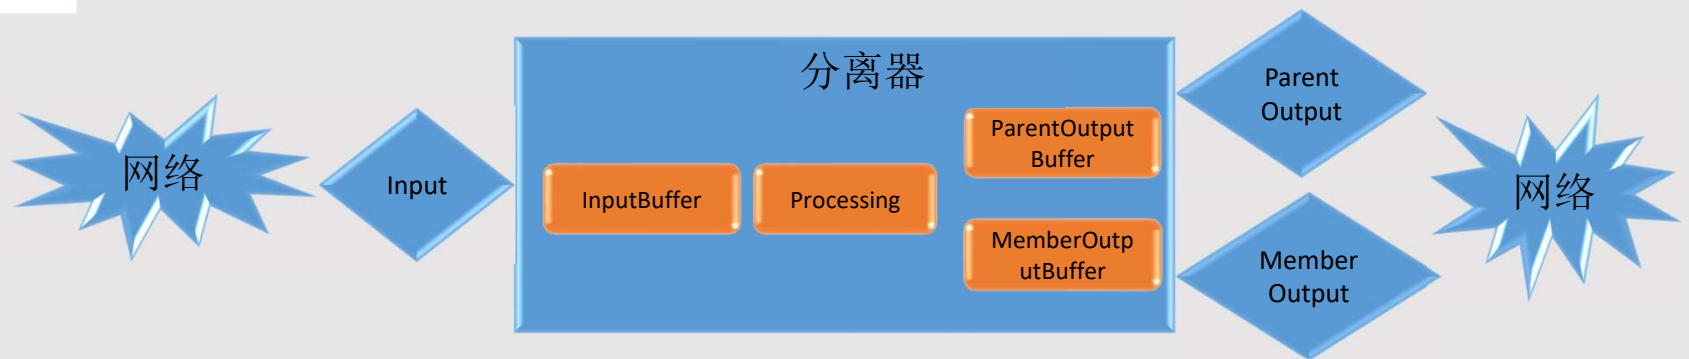 分离器
网络
Input
InputBuffer
Processing
ParentOutput
Buffer
MemberOutp
utBuffer
Parent
Output
Member
Output
网络